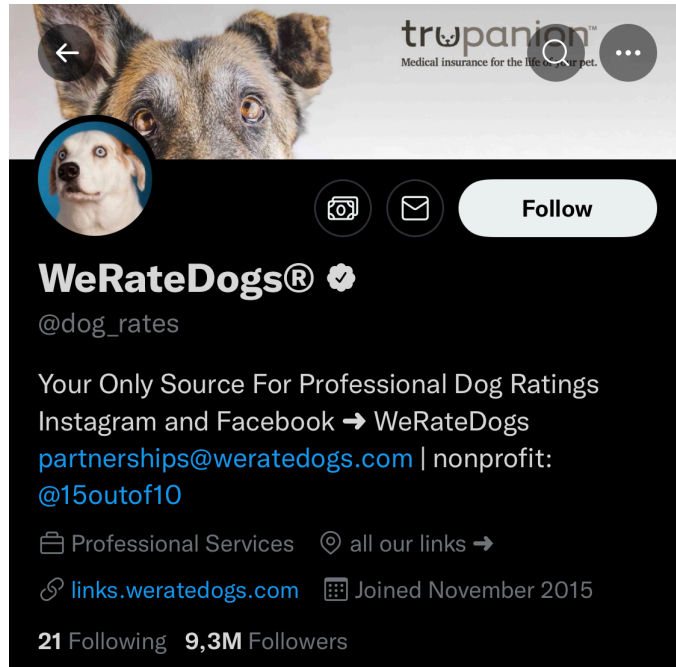 trupanion™
Medical insurance for the life of your pet.
Follow
WeRateDogs®
@dog_rates
Your Only Source For Professional Dog Ratings
Instagram and Facebook ➜ WeRateDogs
partnerships@weratedogs.com | nonprofit:
@15outof10
Professional Services all our links ➜
links.weratedogs.com Joined November 2015
21 Following 9,3M Followers